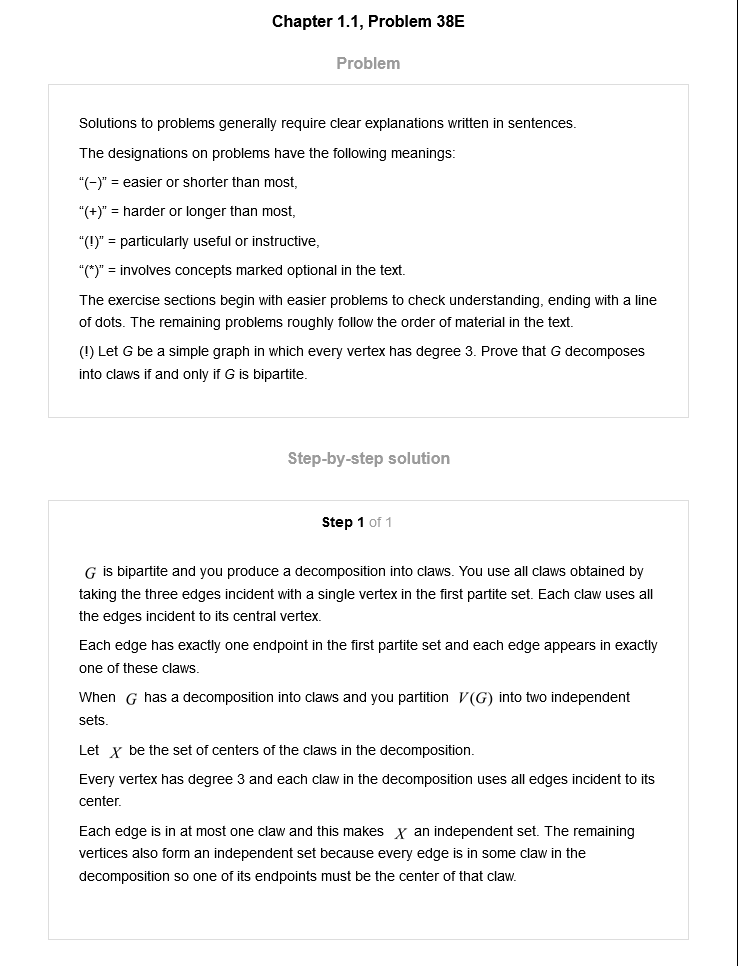 Chapter 1.1, Problem 38E
Problem
Solutions to problems generally require clear explanations written in sentences.
The designations on problems have the following meanings:
“(−)” = easier or shorter than most,
“(+)” = harder or longer than most,
“(!)” = particularly useful or instructive,
“(*)” = involves concepts marked optional in the text.
The exercise sections begin with easier problems to check understanding, ending with a line
of dots. The remaining problems roughly follow the order of material in the text.
(!) Let G be a simple graph in which every vertex has degree 3. Prove that G decomposes
into claws if and only if G is bipartite.
Step-by-step solution
Step 1 of 1
G is bipartite and you produce a decomposition into claws. You use all claws obtained by
taking the three edges incident with a single vertex in the first partite set. Each claw uses all
the edges incident to its central vertex.
Each edge has exactly one endpoint in the first partite set and each edge appears in exactly
one of these claws.
When G has a decomposition into claws and you partition V(G) into two independent
sets.
Let X be the set of centers of the claws in the decomposition.
Every vertex has degree 3 and each claw in the decomposition uses all edges incident to its
center.
Each edge is in at most one claw and this makes X an independent set. The remaining
vertices also form an independent set because every edge is in some claw in the
decomposition so one of its endpoints must be the center of that claw.